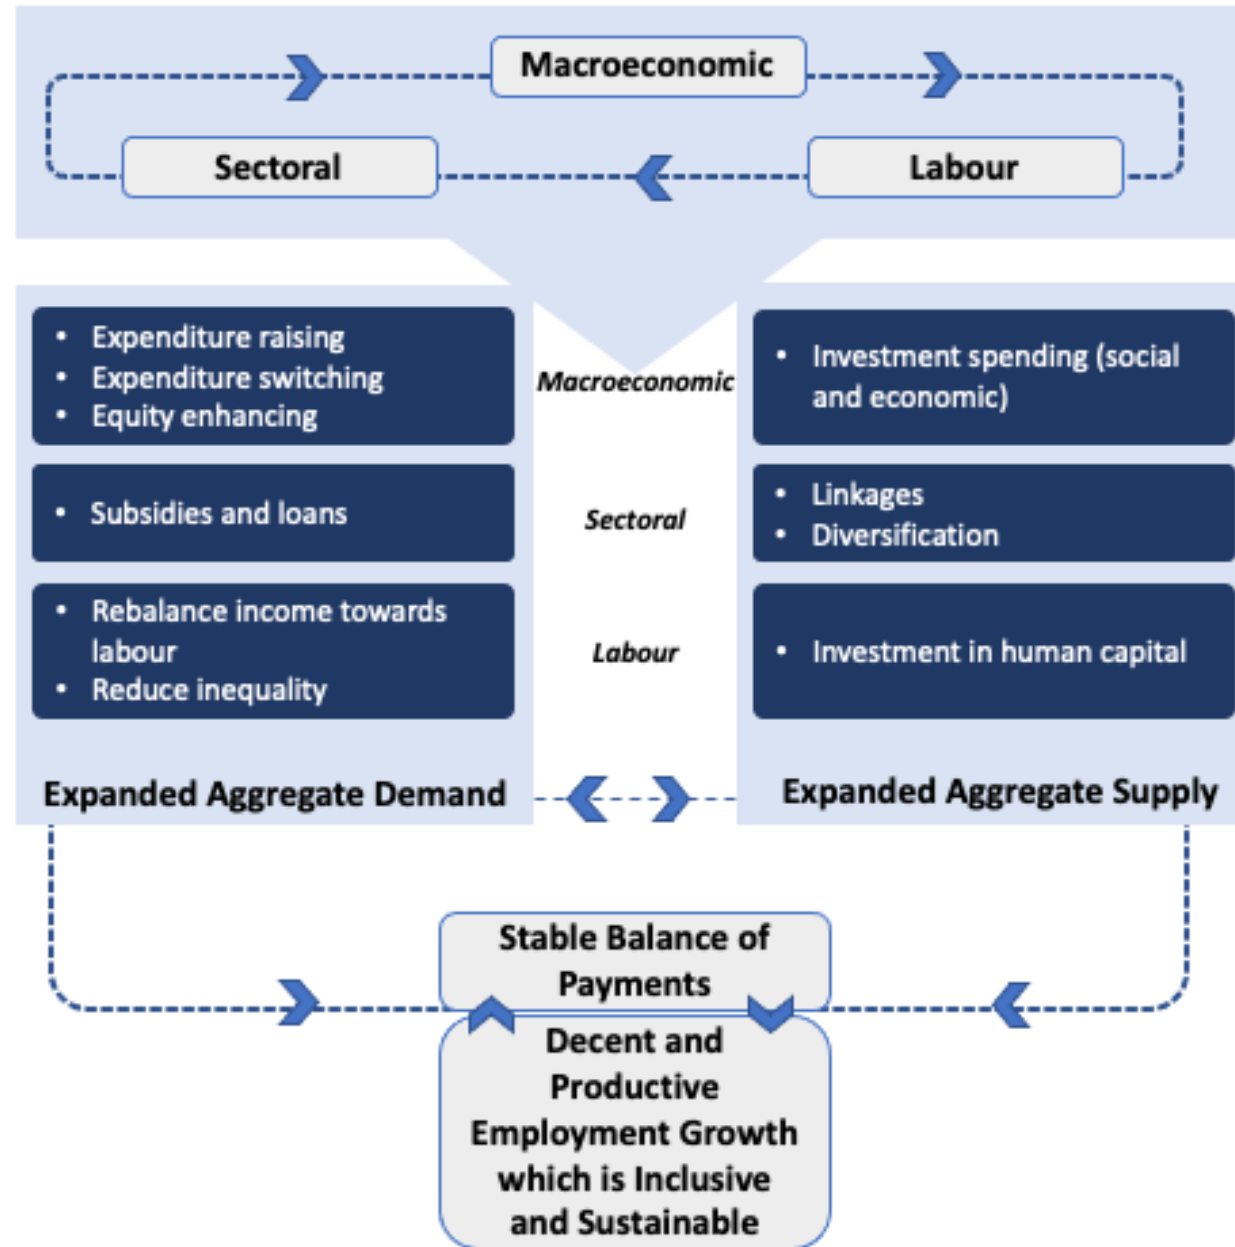 Macroeconomic
Sectoral
Labour
• Expenditure raising
• Expenditure switching
• Equity enhancing
Macroeconomic
• Investment spending (social
and economic)
• Subsidies and loans
Sectoral
• Linkages
• Diversification
• Rebalance income towards
labour
• Reduce inequality
Labour
• Investment in human capital
Expanded Aggregate Demand
Expanded Aggregate Supply
Stable Balance of
Payments
Decent and
Productive
Employment Growth
which is Inclusive
and Sustainable